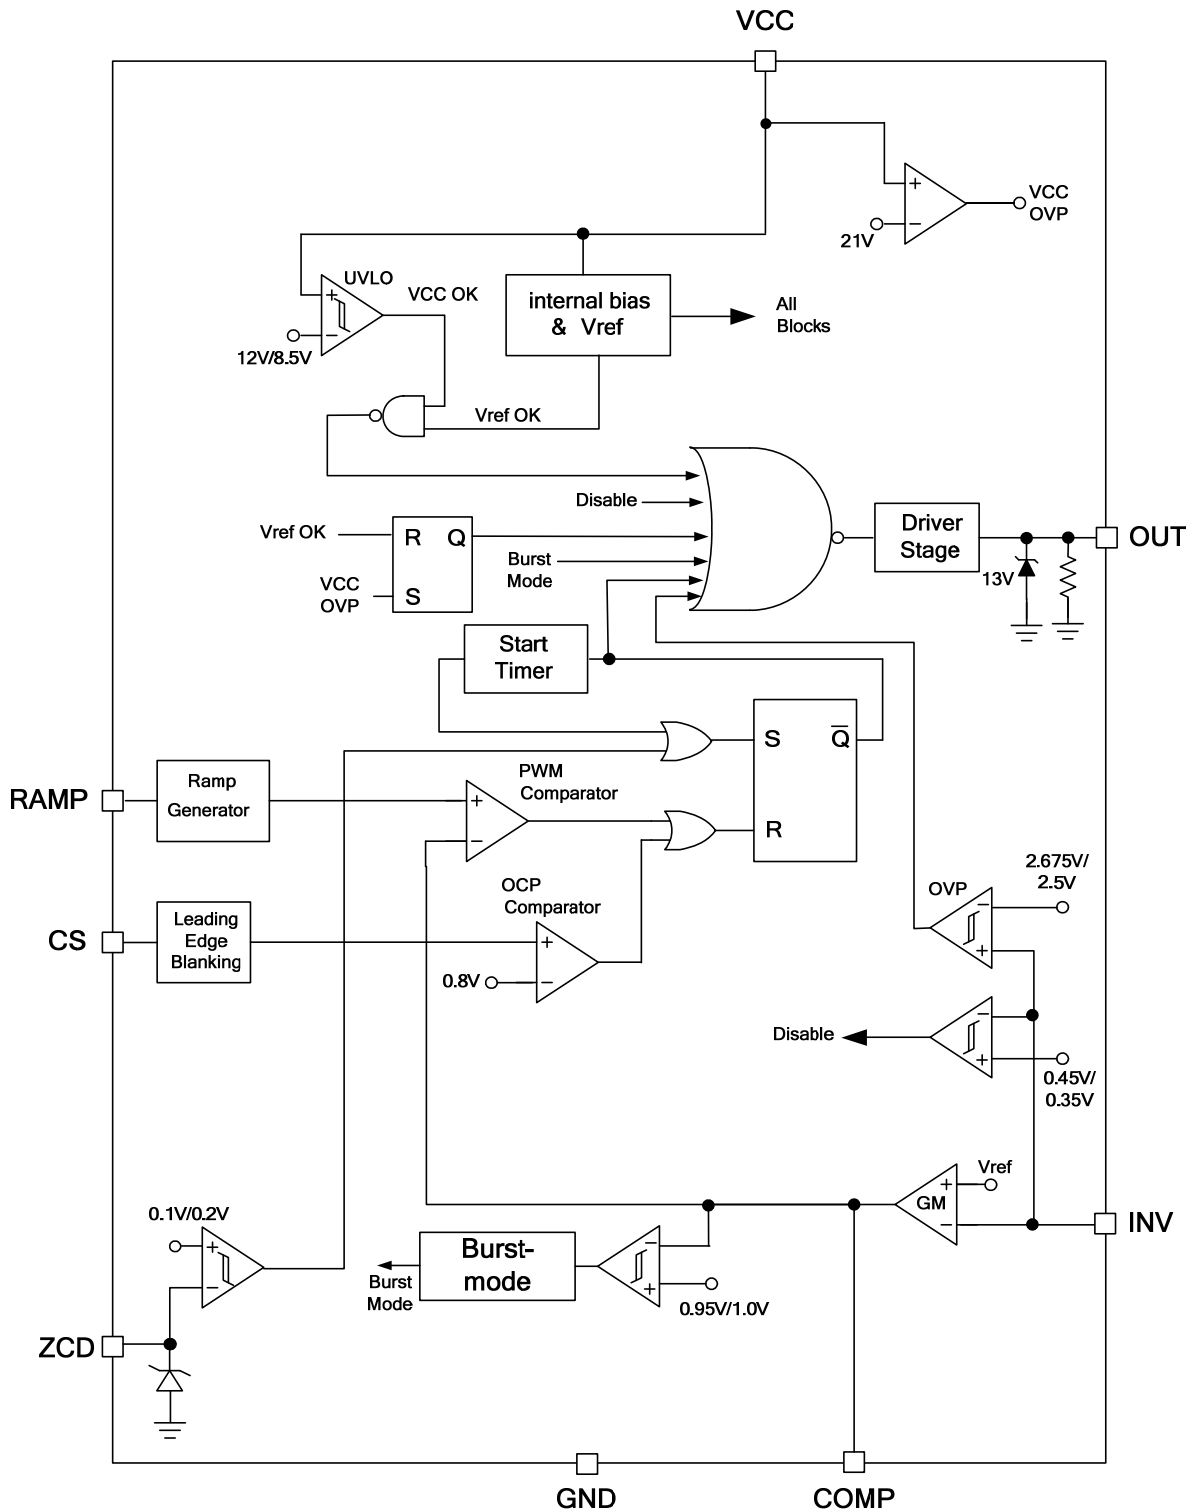 VCC
+
−
VCC
OVP
21V
UVLO
+
−
VCC OK
12V/8.5V
internal bias
& Vref
All
Blocks
Vref OK
Disable
Vref OK
R Q
S
VCC
OVP
Burst
Mode
Driver
Stage
OUT
13V
Start
Timer
S Q
R
RAMP
Ramp
Generator
PWM
Comparator
+
−
OCP
Comparator
CS
Leading
Edge
Blanking
+
−
0.8V
OVP
2.675V/
2.5V
−
+
Disable
−
+
0.45V/
0.35V
Vref
+
GM
−
INV
0.1V/0.2V
+
−
ZCD
Burst
Mode
Burst-
mode
−
+
0.95V/1.0V
GND
COMP